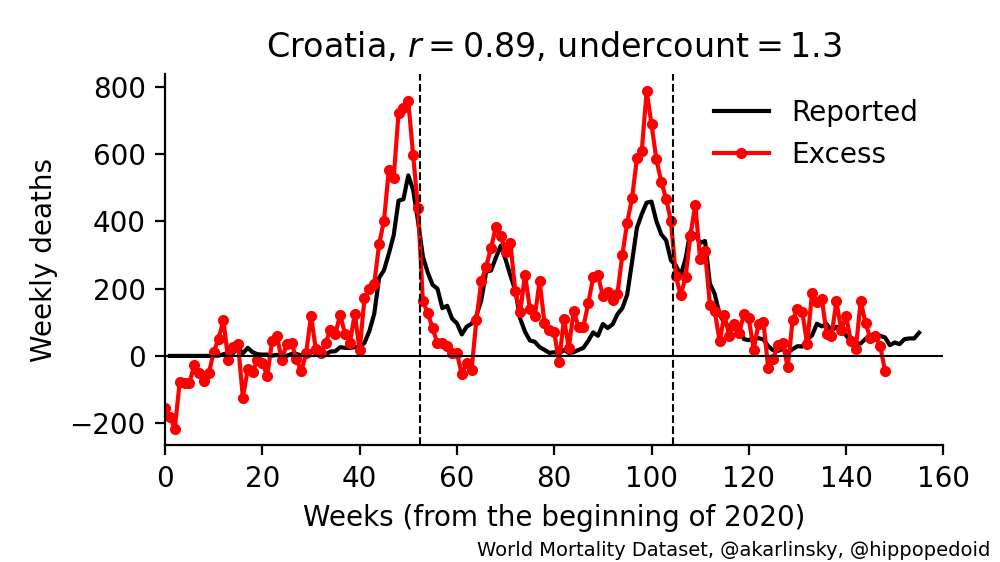 Croatia, r = 0.89, undercount = 1.3
800
600
400
200
0
−200
Weekly deaths
Reported
Excess
0 20 40 60 80 100 120 140 160
Weeks (from the beginning of 2020)
World Mortality Dataset, @akarlinsky, @hippopedoid